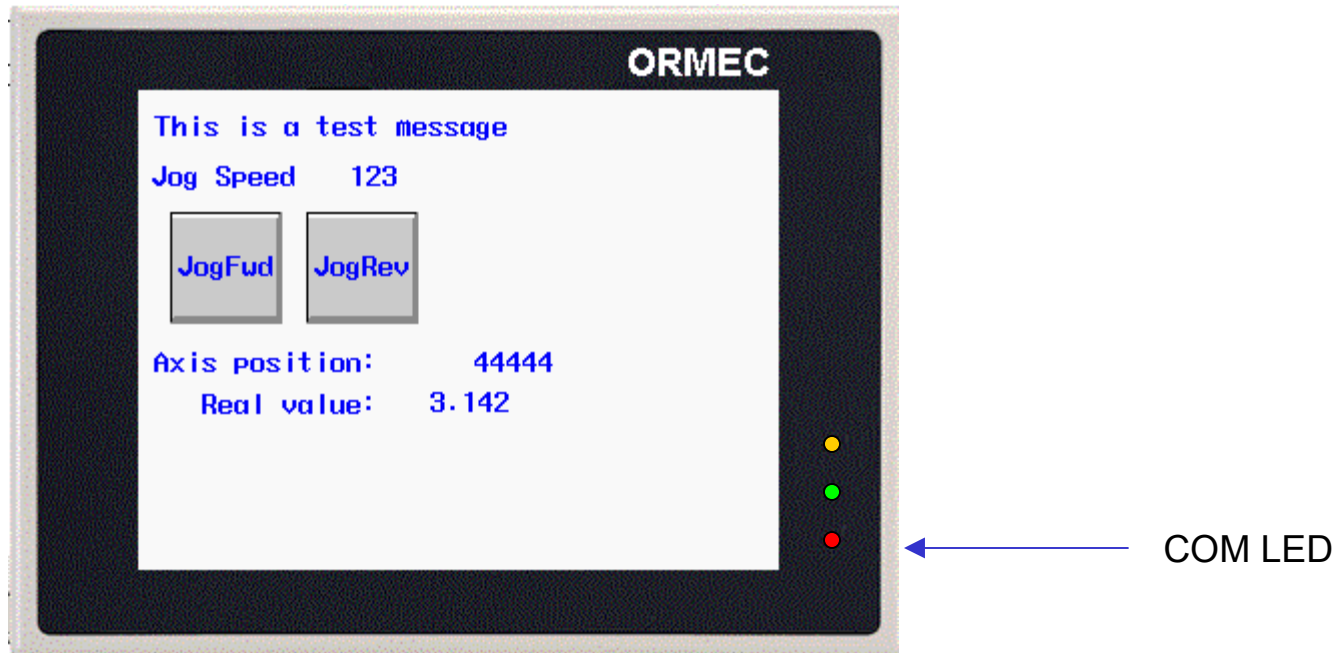 ORMEC
This is a test message
Jog Speed 123
JogFwd JogRev
Axis position: 44444
Real value: 3.142
COM LED